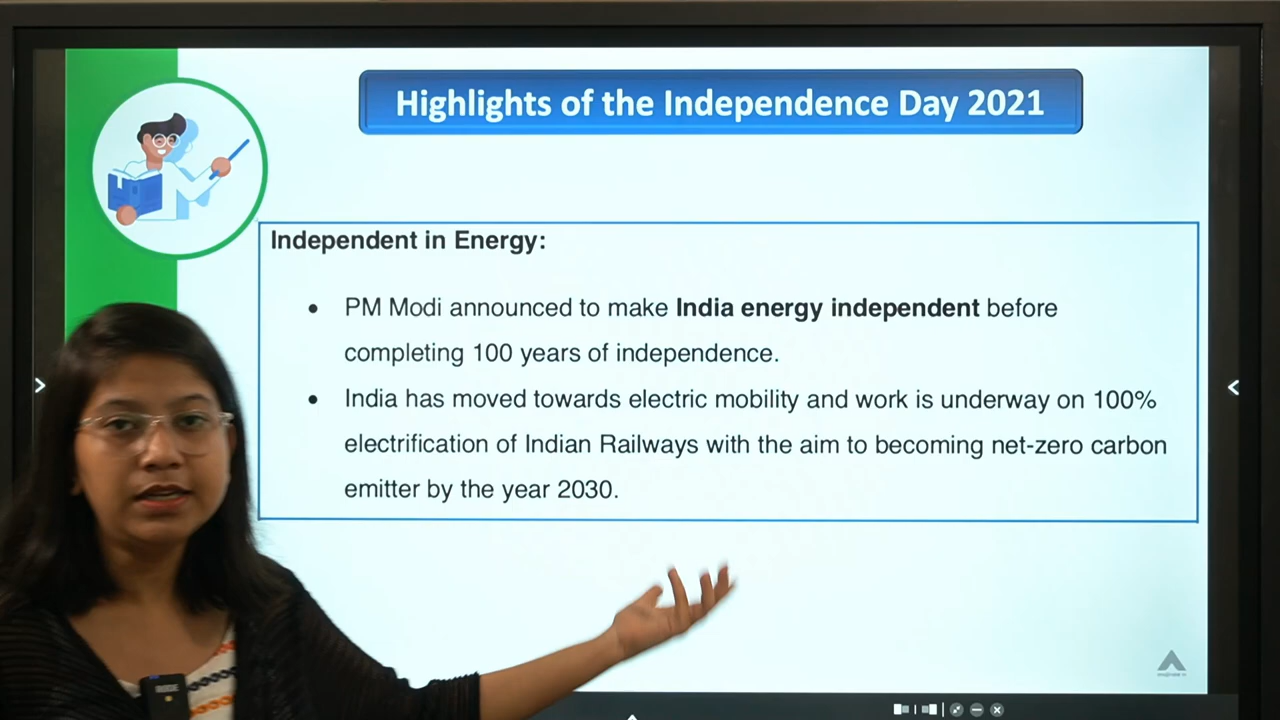 Highlights of the Independence Day 2021
Independent in Energy:
• PM Modi announced to make India energy independent before
completing 100 years of independence.
• India has moved towards electric mobility and work is underway on 100%
electrification of Indian Railways with the aim to becoming net-zero carbon
emitter by the year 2030.